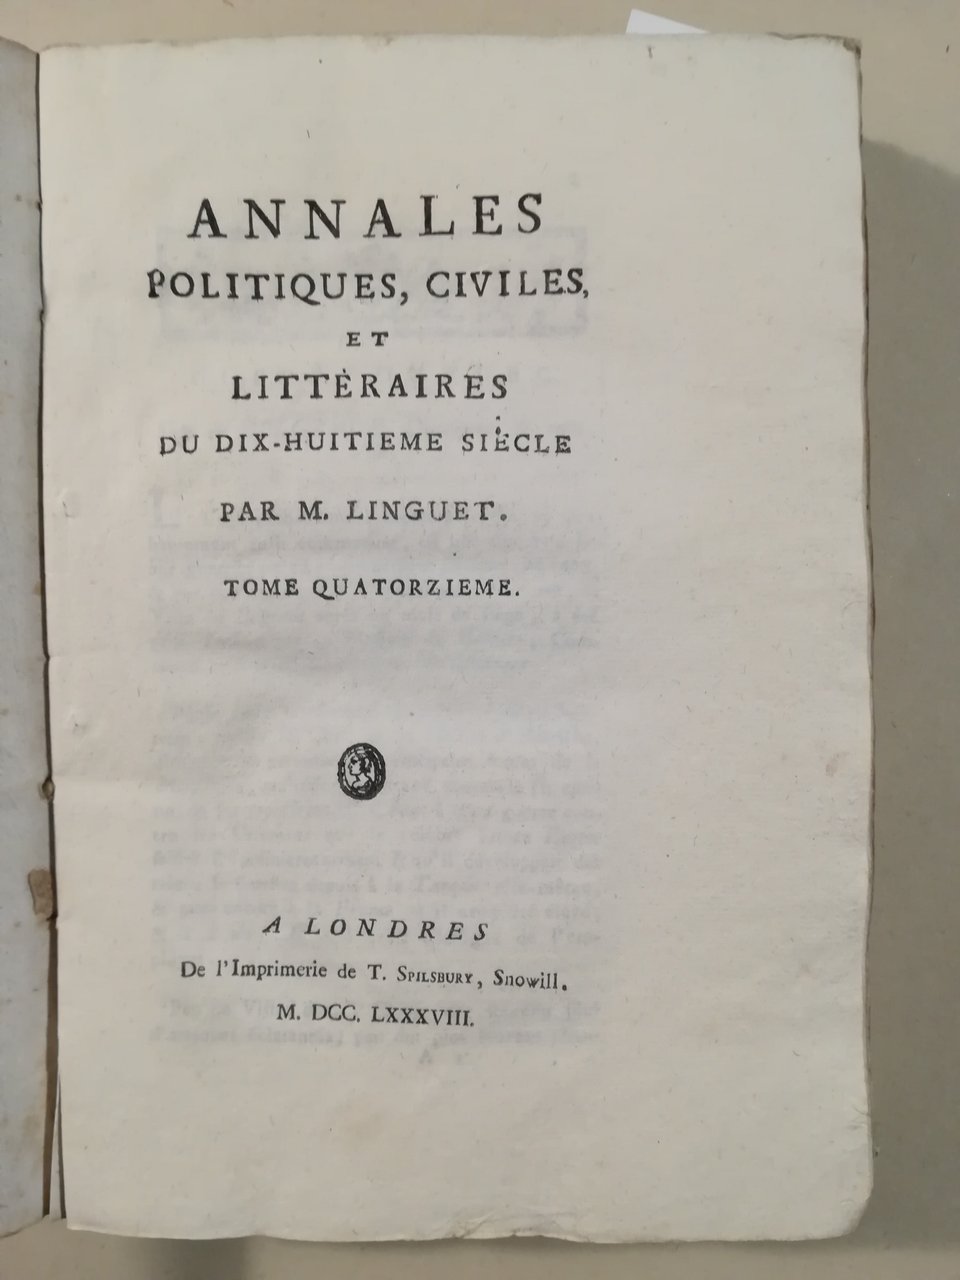 ANNALES
POLITIQUES, CIVILES,
ET
LITTÈRAIRES
DU DIX-HUITIEME SIÈCLE
PAR M. LINGUET.
TOME QUATORZIEME.
A LONDRES
De l'Imprimerie de T. SPILSBURY, Snowill.
M. DCC. LXXXVIII.